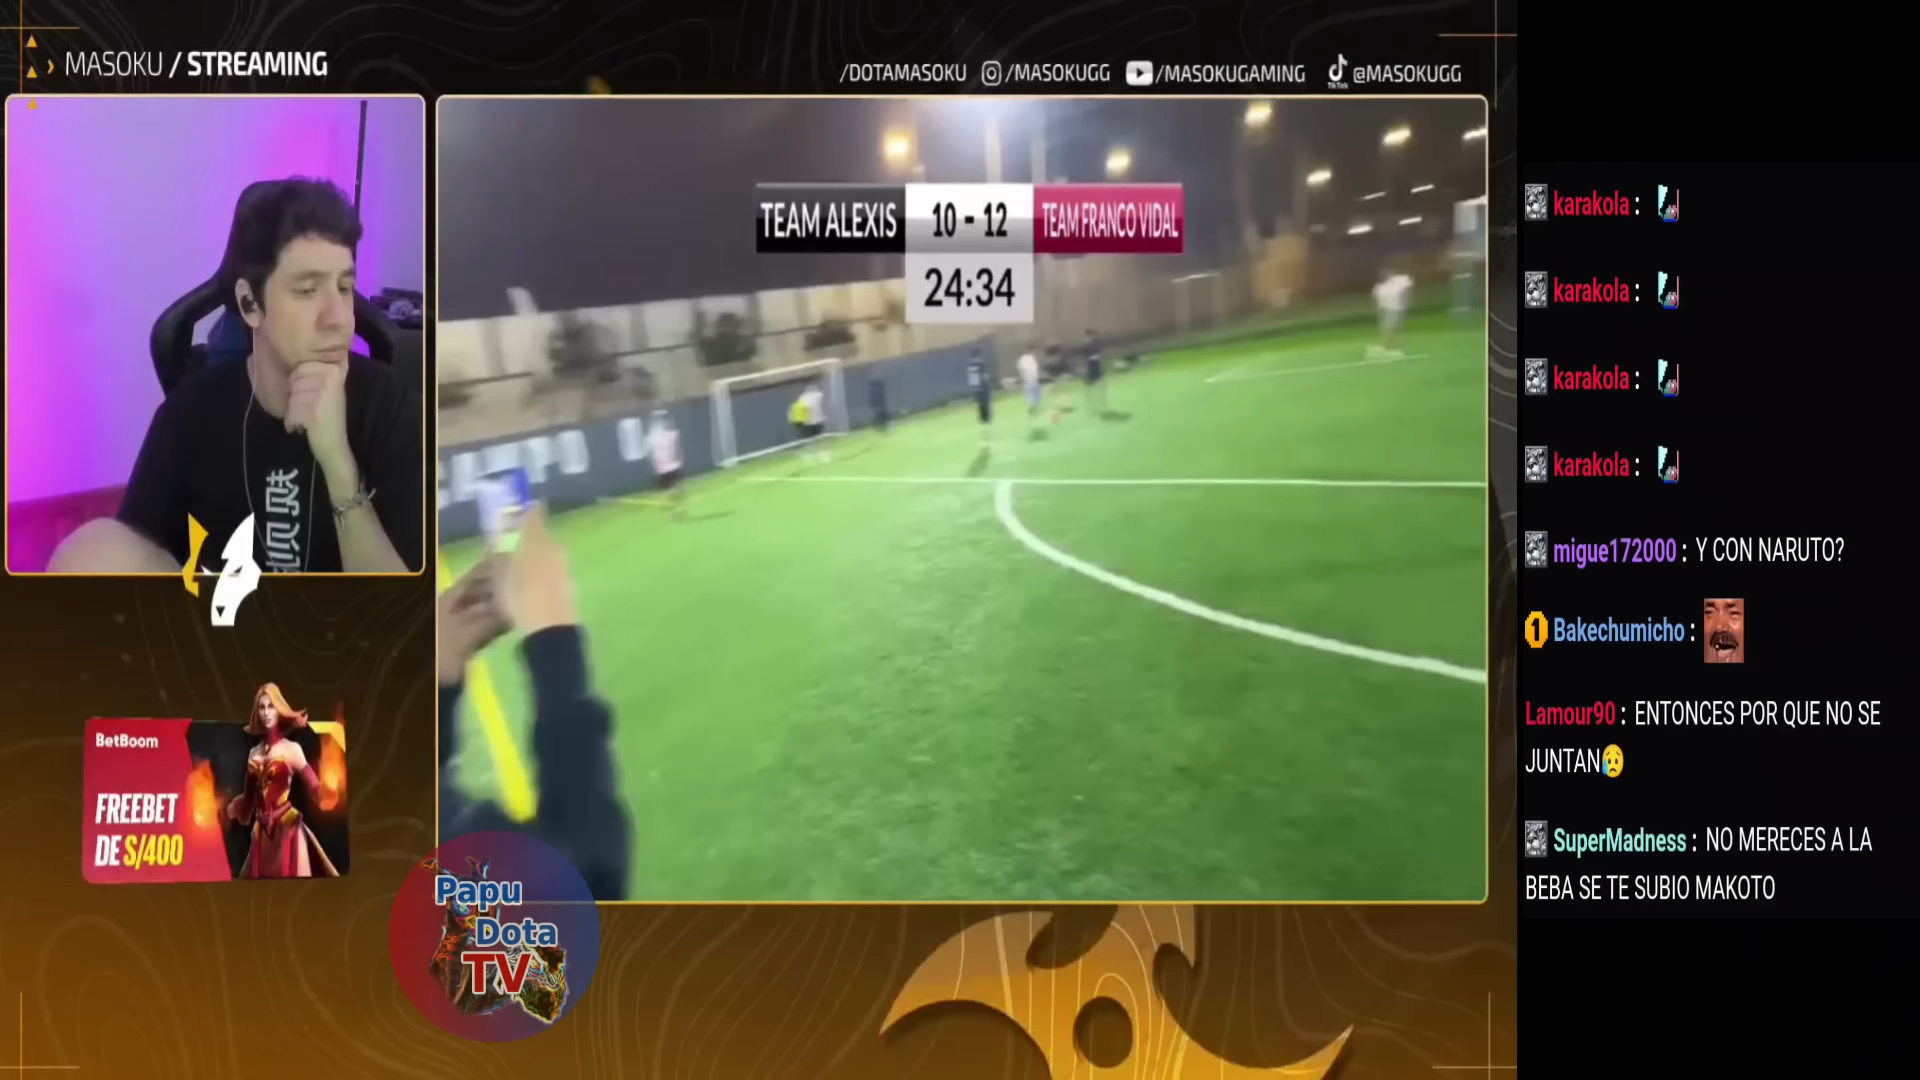 MASOKU / STREAMING
/DOTAMASOKU /MASOKUGG /MASOKUGAMING TikTok @MASOKUGG
TEAM ALEXIS 10 - 12 TEAM FRANCO VIDAL
24:34
BetBoom
FREEBET
DE S/400
Papu
Dota
TV
karakola :
karakola :
karakola :
karakola :
migue172000 : Y CON NARUTO?
1 Bakechumicho :
Lamour90 : ENTONCES POR QUE NO SE
JUNTAN😥
SuperMadness : NO MERECES A LA
BEBA SE TE SUBIO MAKOTO